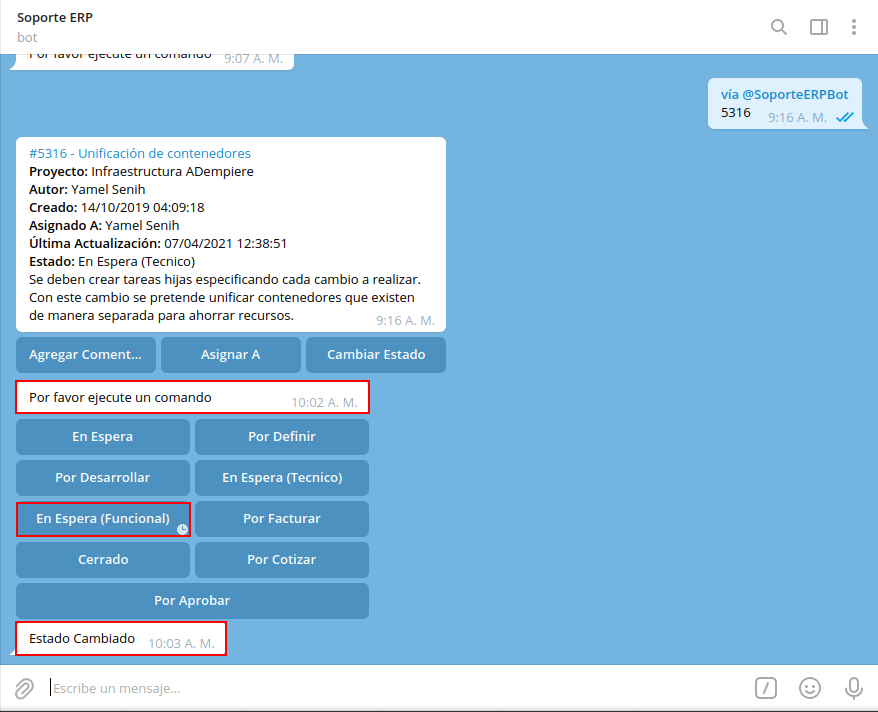 Soporte ERP
bot
Por favor ejecute un comando 9:07 A. M.
vía @SoporteERPBot
5316 9:16 A. M.
#5316 - Unificación de contenedores
Proyecto: Infraestructura ADempiere
Autor: Yamel Senih
Creado: 14/10/2019 04:09:18
Asignado A: Yamel Senih
Última Actualización: 07/04/2021 12:38:51
Estado: En Espera (Tecnico)
Se deben crear tareas hijas especificando cada cambio a realizar.
Con este cambio se pretende unificar contenedores que existen
de manera separada para ahorrar recursos. 9:16 A. M.
Agregar Coment... Asignar A Cambiar Estado
Por favor ejecute un comando 10:02 A. M.
En Espera Por Definir
Por Desarrollar En Espera (Tecnico)
En Espera (Funcional) Por Facturar
Cerrado Por Cotizar
Por Aprobar
Estado Cambiado 10:03 A. M.
Escribe un mensaje...